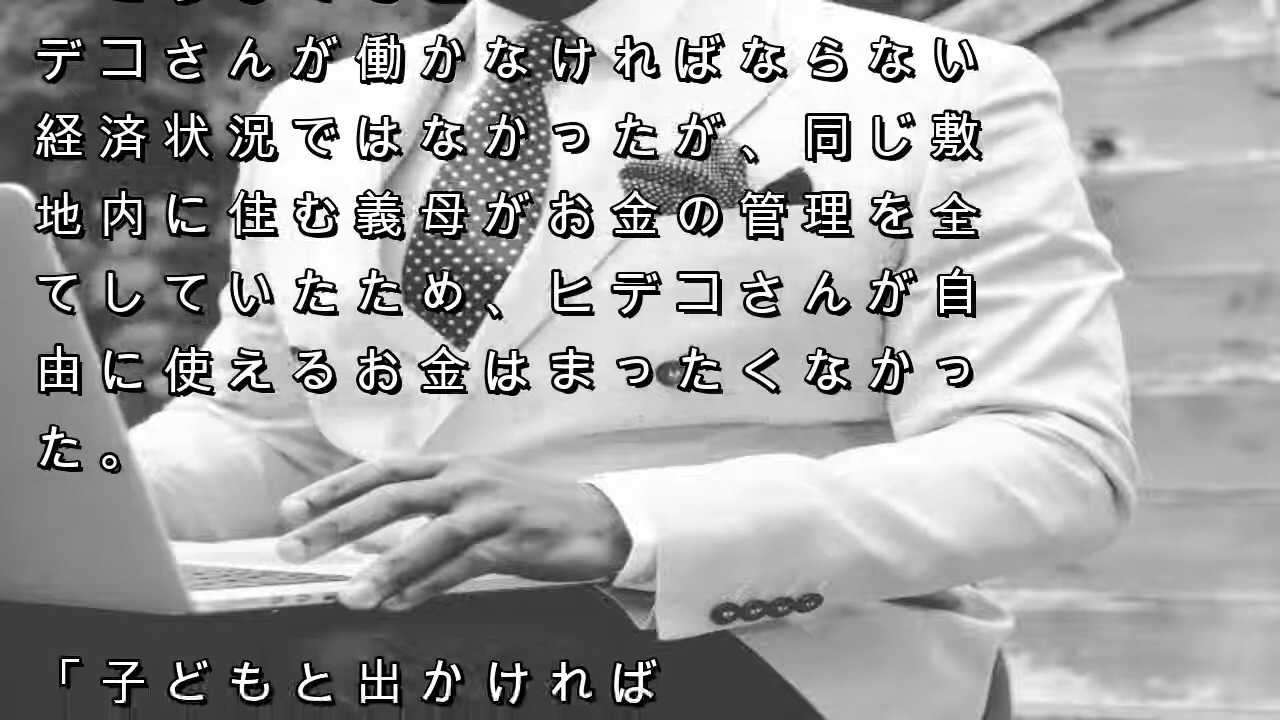 デコさんが働かなければならない
経済状況ではなかったが、同じ敷
地内に住む義母がお金の管理を全
てしていたため、ヒデコさんが自
由に使えるお金はまったくなかっ
た。
「子どもと出かければ